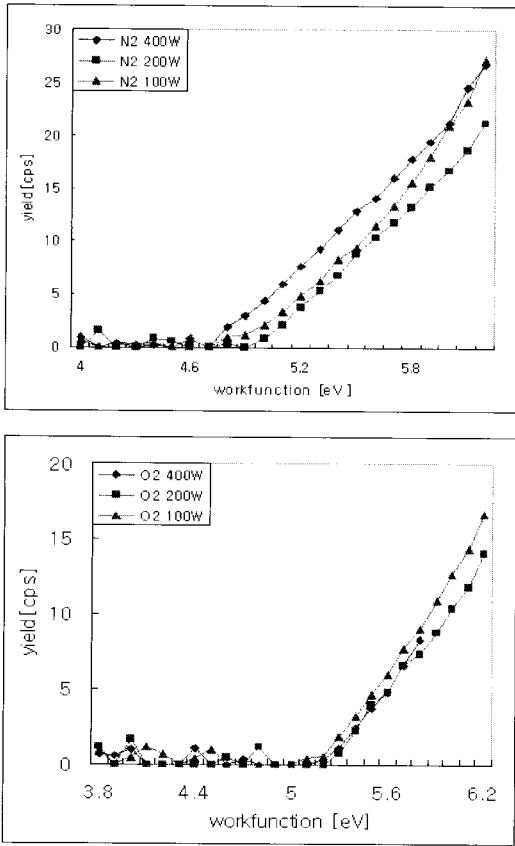 30
25
20
15
10
5
0
yield[cps]
N2 400W
N2 200W
N2 100W
4
4.6
5.2
5.8
workfunction [eV]
20
15
10
5
0
yield[cps]
O2 400W
O2 200W
O2 100W
3.8
4.4
5
5.6
6.2
workfunction [eV]